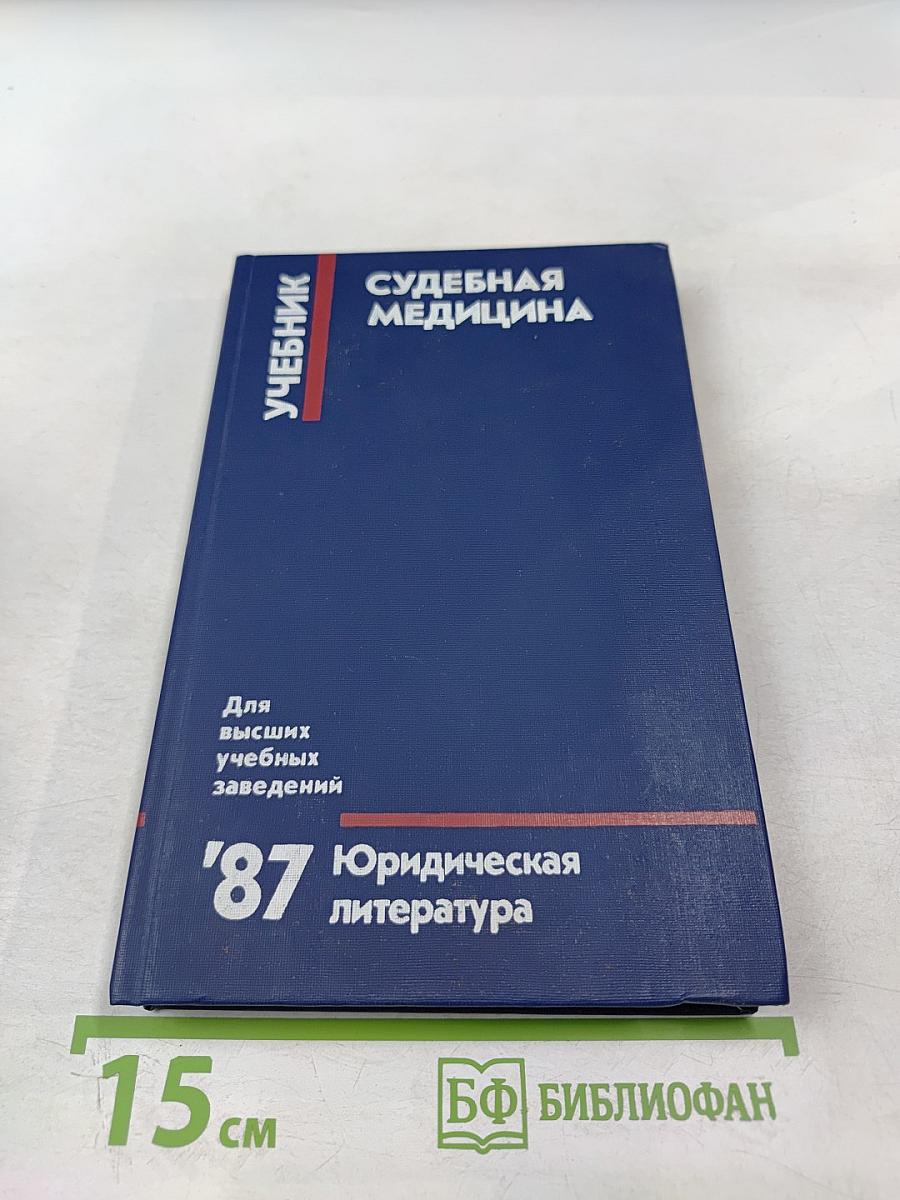 УЧЕБНИК
СУДЕБНАЯ
МЕДИЦИНА
Для
высших
учебных
заведений
'87
Юридическая
литература
15 см
БФ БИБЛИОФАН